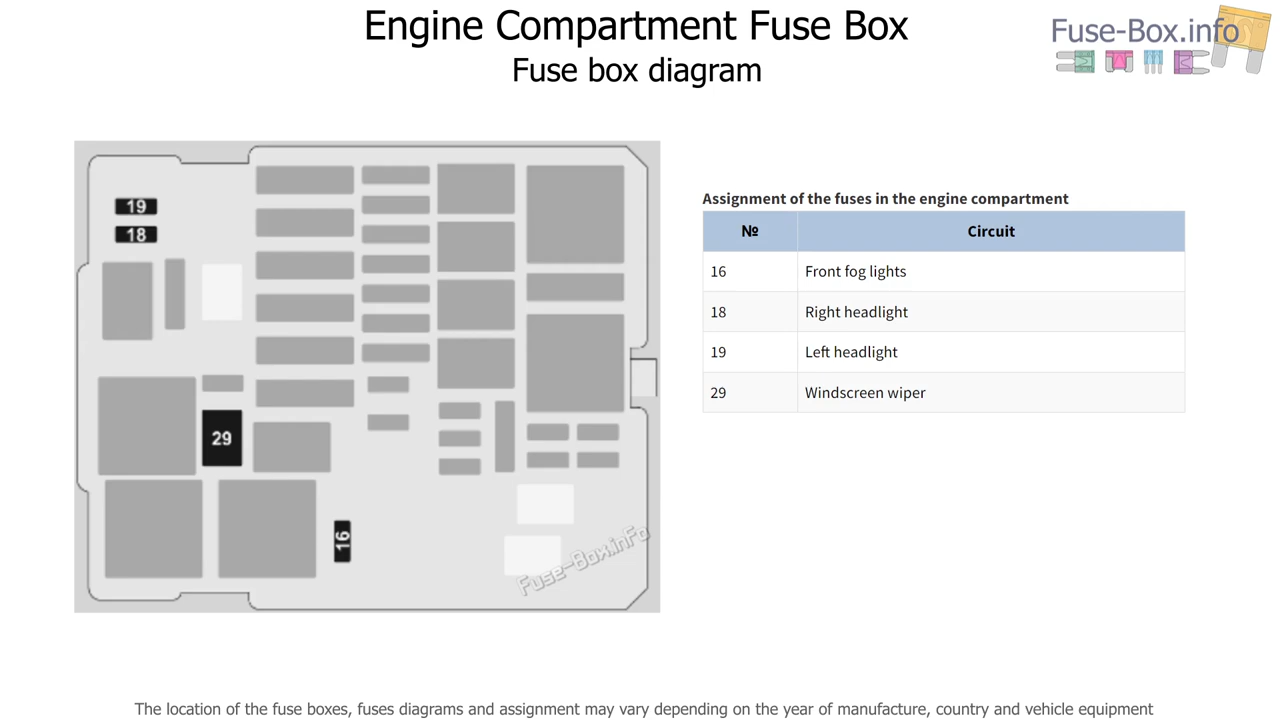 Engine Compartment Fuse Box
Fuse box diagram
Fuse-Box.info
19
18
29
16
Fuse-Box.inFo
Assignment of the fuses in the engine compartment
№ Circuit
16 Front fog lights
18 Right headlight
19 Left headlight
29 Windscreen wiper
The location of the fuse boxes, fuses diagrams and assignment may vary depending on the year of manufacture, country and vehicle equipment